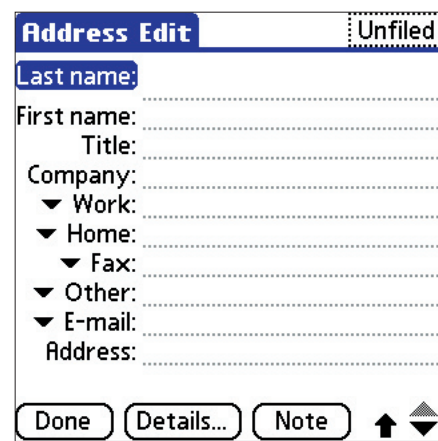 Address Edit Unfiled
Last name:
First name:
Title:
Company:
Work:
Home:
Fax:
Other:
E-mail:
Address:
Done Details... Note